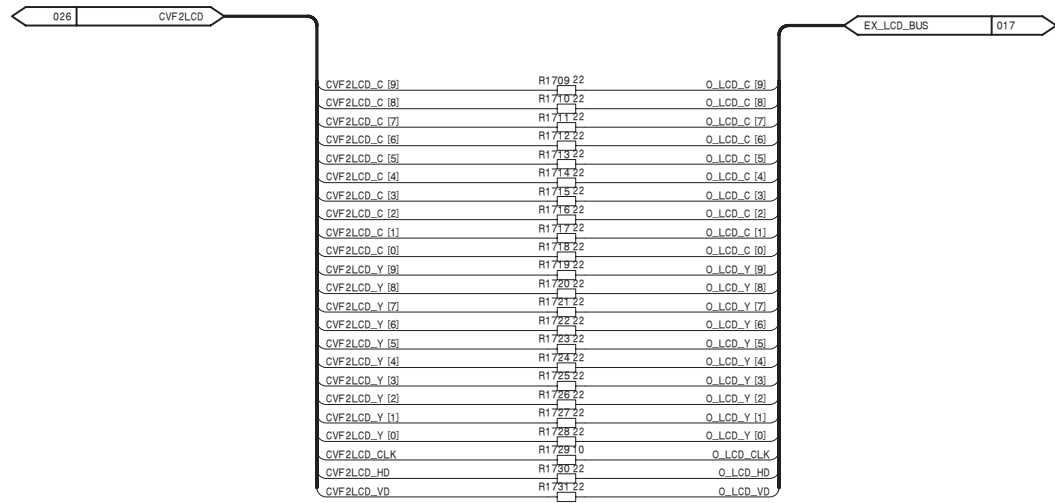 026 CVF2LCD
EX_LCD_BUS 017
CVF2LCD_C [9] R1709 22 O_LCD_C [9]
CVF2LCD_C [8] R1710 22 O_LCD_C [8]
CVF2LCD_C [7] R1711 22 O_LCD_C [7]
CVF2LCD_C [6] R1712 22 O_LCD_C [6]
CVF2LCD_C [5] R1713 22 O_LCD_C [5]
CVF2LCD_C [4] R1714 22 O_LCD_C [4]
CVF2LCD_C [3] R1715 22 O_LCD_C [3]
CVF2LCD_C [2] R1716 22 O_LCD_C [2]
CVF2LCD_C [1] R1717 22 O_LCD_C [1]
CVF2LCD_C [0] R1718 22 O_LCD_C [0]
CVF2LCD_Y [9] R1719 22 O_LCD_Y [9]
CVF2LCD_Y [8] R1720 22 O_LCD_Y [8]
CVF2LCD_Y [7] R1721 22 O_LCD_Y [7]
CVF2LCD_Y [6] R1722 22 O_LCD_Y [6]
CVF2LCD_Y [5] R1723 22 O_LCD_Y [5]
CVF2LCD_Y [4] R1724 22 O_LCD_Y [4]
CVF2LCD_Y [3] R1725 22 O_LCD_Y [3]
CVF2LCD_Y [2] R1726 22 O_LCD_Y [2]
CVF2LCD_Y [1] R1727 22 O_LCD_Y [1]
CVF2LCD_Y [0] R1728 22 O_LCD_Y [0]
CVF2LCD_CLK R1729 10 O_LCD_CLK
CVF2LCD_HD R1730 22 O_LCD_HD
CVF2LCD_VD R1731 22 O_LCD_VD